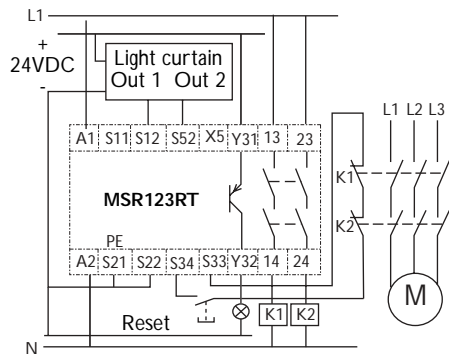 L1
+
24VDC
-
Light curtain
Out 1 Out 2
L1 L2 L3
A1 S11 S12 S52 X5 Y31 13 23
MSR123RT
K1
K2
PE
A2 S21 S22 S34 S33 Y32 14 24
K1 K2
M
Reset
N